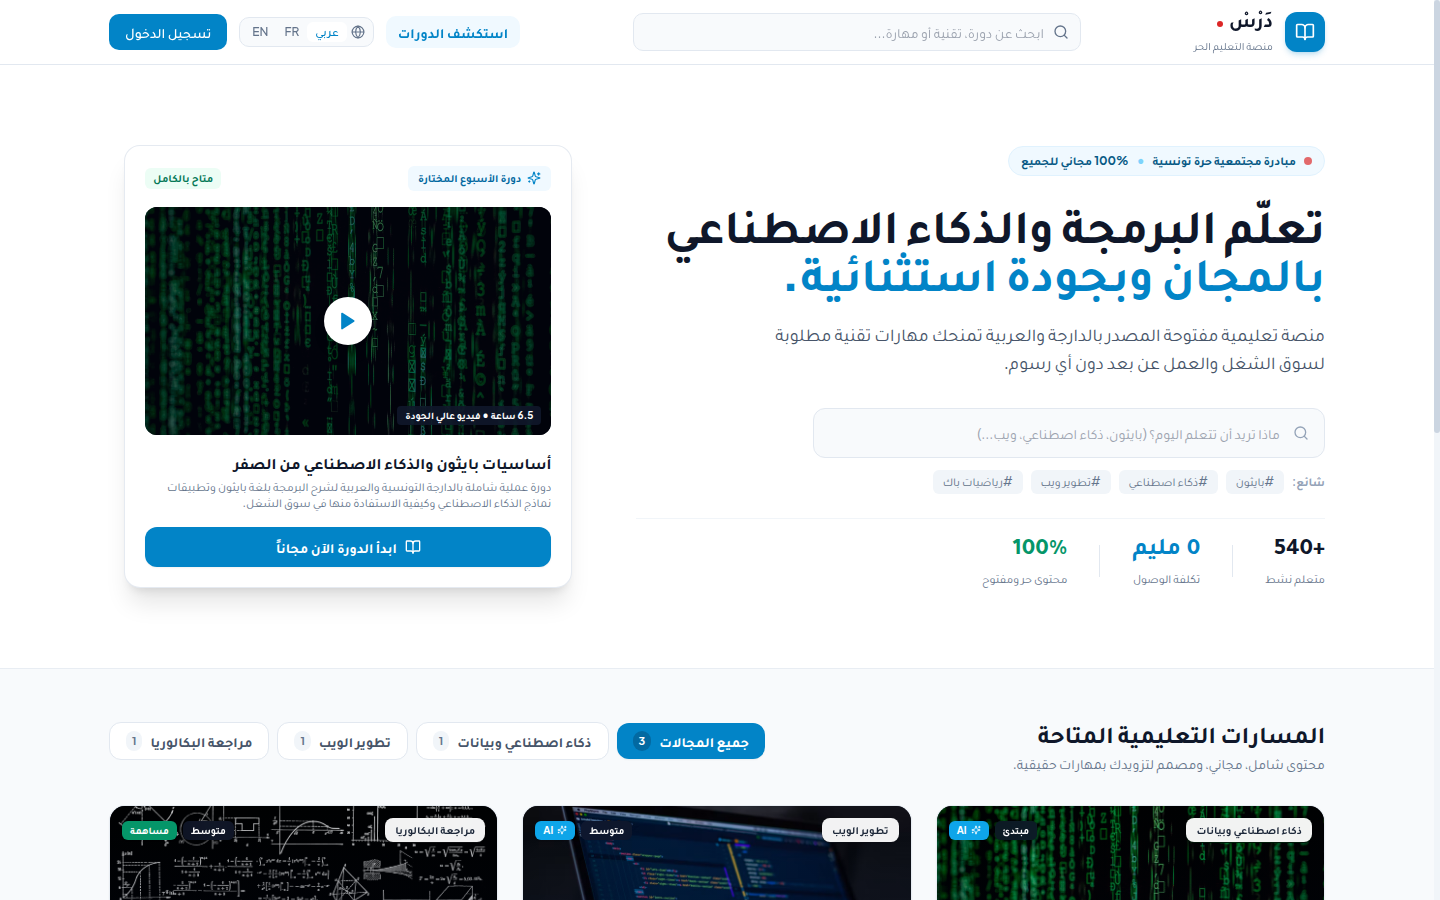 دَرْسْ
منصة التعليم الحر
ابحث عن دورة، تقنية أو مهارة...
استكشف الدورات
عربي FR EN
تسجيل الدخول
مبادرة مجتمعية حرة تونسية • 100% مجاني للجميع
تعلّم البرمجة والذكاء الاصطناعي
بالمجان وبجودة استثنائية.
منصة تعليمية مفتوحة المصدر بالدارجة والعربية تمنحك مهارات تقنية مطلوبة
لسوق الشغل والعمل عن بعد دون أي رسوم.
ماذا تريد أن تتعلم اليوم؟ (بايثون، ذكاء اصطناعي، ويب...)
شائع: #بايثون #ذكاء اصطناعي #تطوير ويب #رياضيات باك
+540
متعلم نشط
0 مليم
تكلفة الوصول
100%
محتوى حر ومفتوح
دورة الأسبوع المختارة
متاح بالكامل
6.5 ساعة • فيديو عالي الجودة
أساسيات بايثون والذكاء الاصطناعي من الصفر
دورة عملية شاملة بالدارجة التونسية والعربية لشرح البرمجة بلغة بايثون وتطبيقات
نماذج الذكاء الاصطناعي وكيفية الاستفادة منها في سوق الشغل.
ابدأ الدورة الآن مجاناً
المسارات التعليمية المتاحة
محتوى شامل، مجاني، ومصمم لتزويدك بمهارات حقيقية.
جميع المجالات 3
ذكاء اصطناعي وبيانات 1
تطوير الويب 1
مراجعة البكالوريا 1
ذكاء اصطناعي وبيانات
مبتدئ
AI
تطوير الويب
متوسط
AI
مراجعة البكالوريا
متوسط
مساهمة